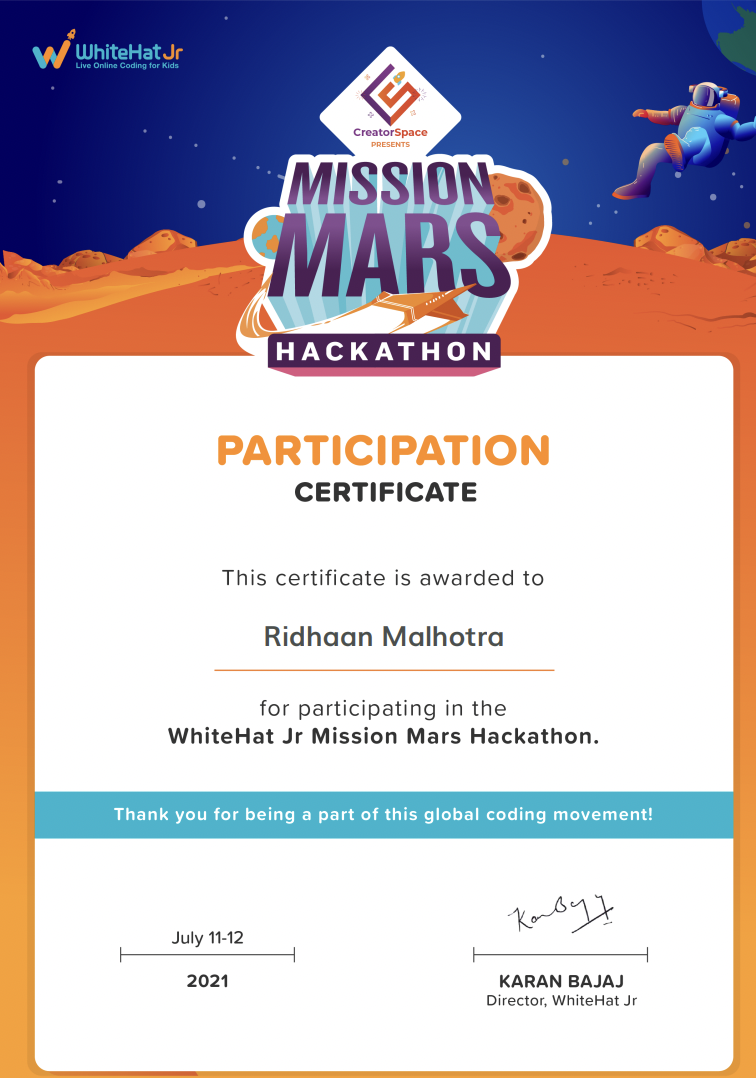 WhiteHat Jr
Live Online Coding for Kids
CreatorSpace
PRESENTS
MISSION
MARS
HACKATHON
PARTICIPATION
CERTIFICATE
This certificate is awarded to
Ridhaan Malhotra
for participating in the
WhiteHat Jr Mission Mars Hackathon.
Thank you for being a part of this global coding movement!
July 11-12
2021
KARAN BAJAJ
Director, WhiteHat Jr